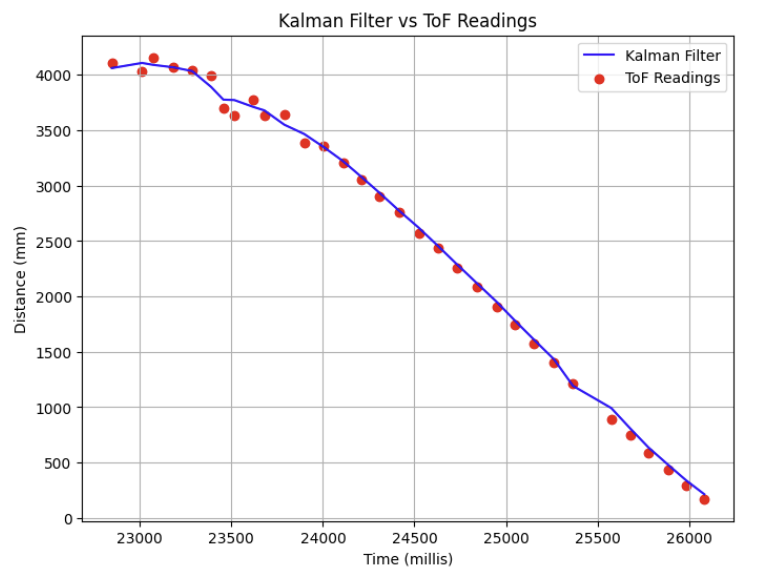 Kalman Filter vs ToF Readings
Kalman Filter
ToF Readings
Distance (mm)
4000
3500
3000
2500
2000
1500
1000
500
0
23000 23500 24000 24500 25000 25500 26000
Time (millis)